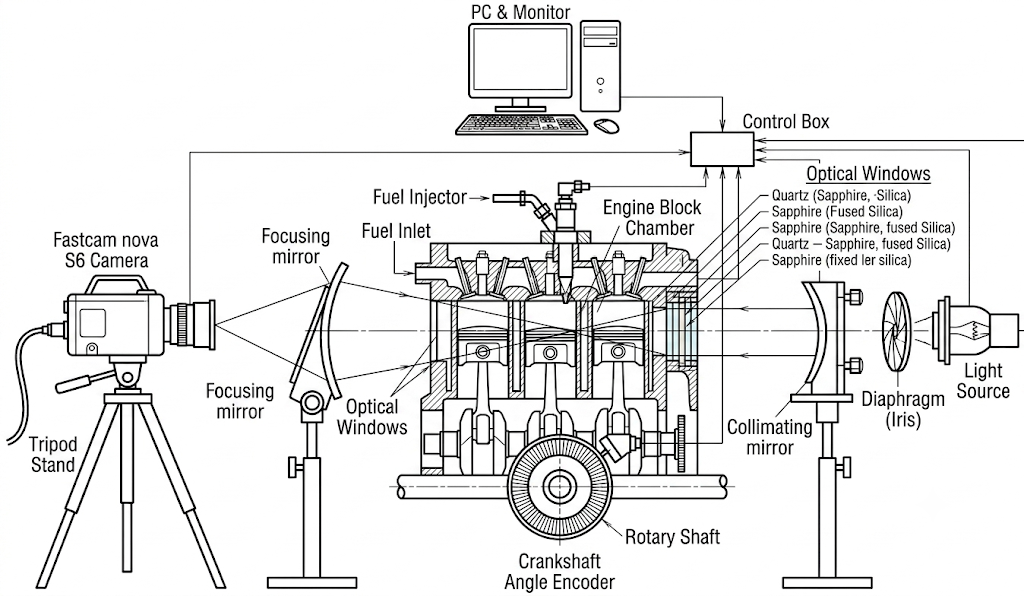 PC & Monitor
Control Box
Optical Windows
Quartz (Sapphire, ·Silica)
Sapphire (Fused Silica)
Sapphire (Sapphire, fused Silica)
Quartz – Sapphire, fused Silica)
Sapphire (fixed ler silica)
Fuel Injector
Engine Block
Chamber
Fuel Inlet
Fastcam nova
S6 Camera
Focusing
mirror
Focusing
mirror
Optical
Windows
Tripod
Stand
Collimating
mirror
Diaphragm
(Iris)
Light
Source
Rotary Shaft
Crankshaft
Angle Encoder